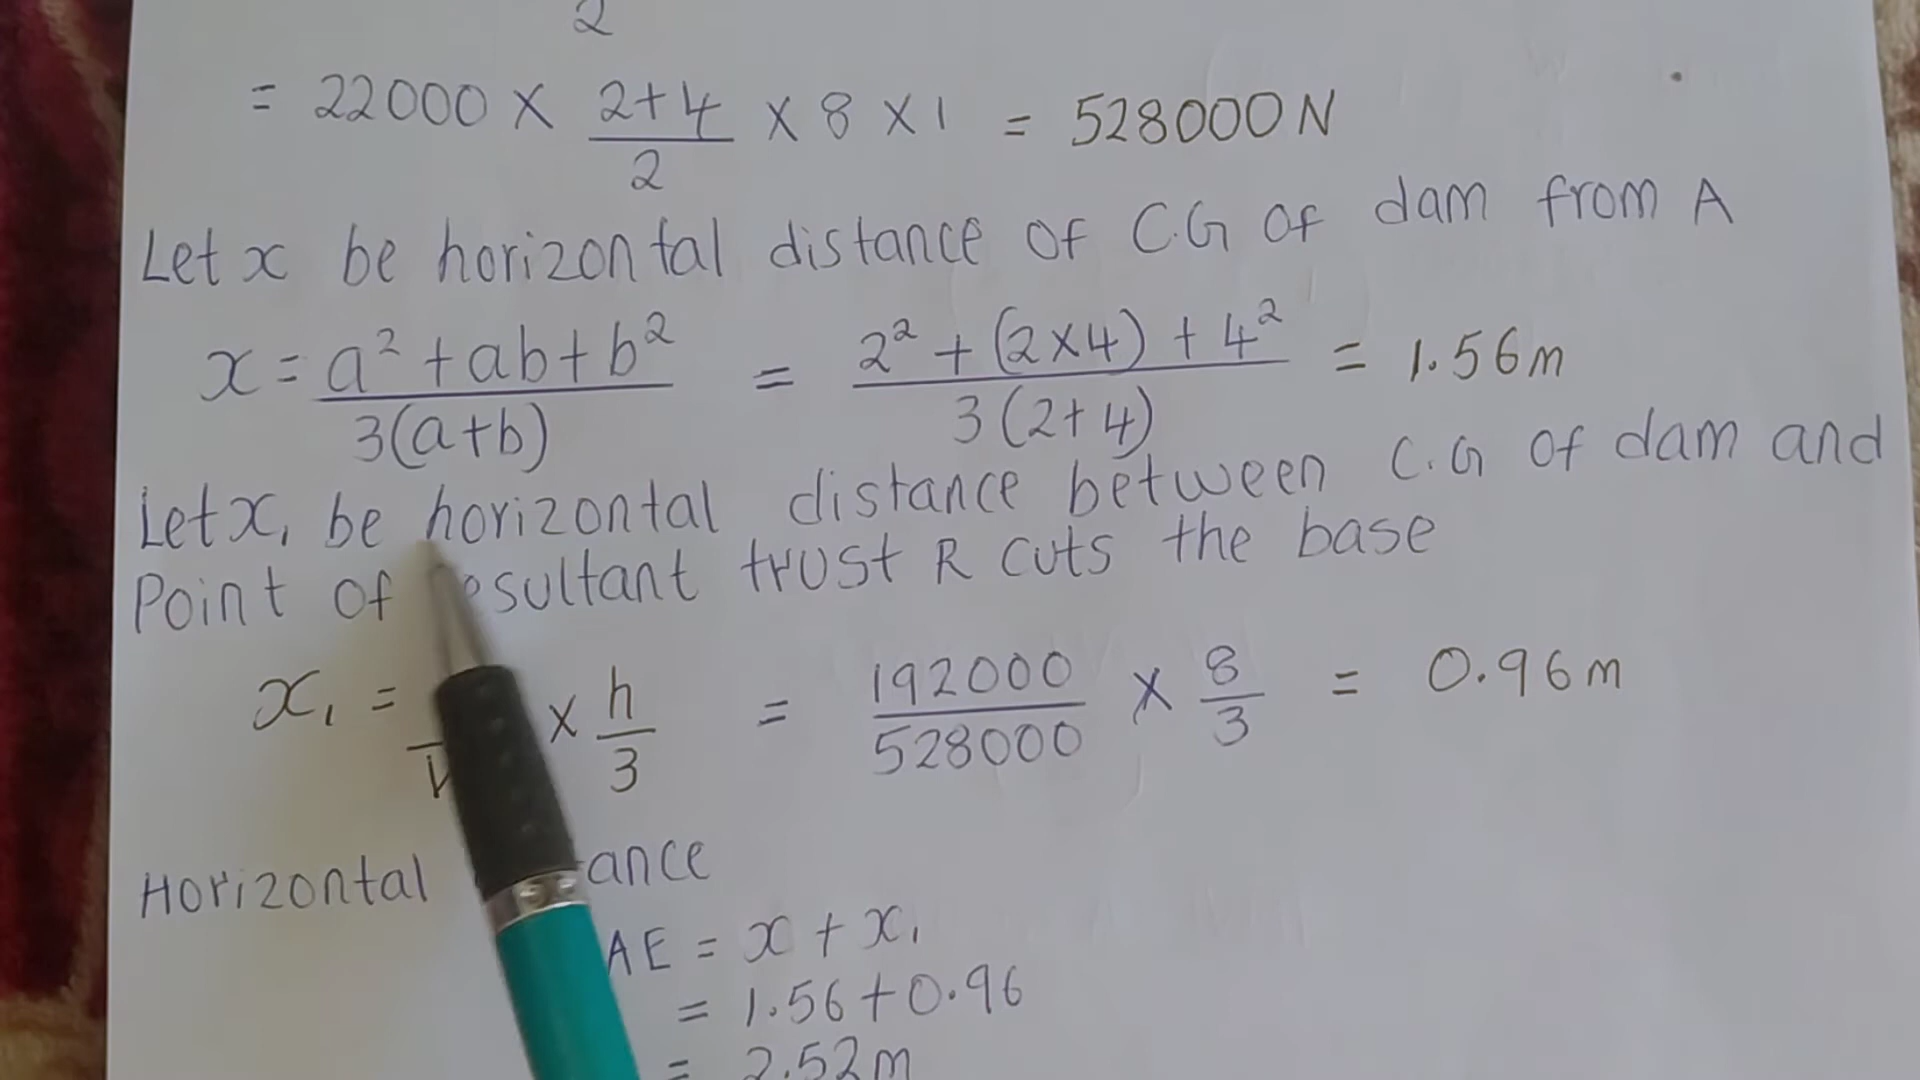 2
= 22000 × (2+4)/2 × 8 × 1 = 528000 N
Let x be horizontal distance of C.G of dam from A
x = (a² + ab + b²)/(3(a+b)) = (2² + (2×4) + 4²)/(3(2+4)) = 1.56m
Let x₁ be horizontal distance between C.G of dam and
Point of trust R cuts the base
x₁ = × h/3 = 192000/528000 × 8/3 = 0.96m
Horizontal
AE = x + x₁
= 1.56 + 0.96
= 2.52m